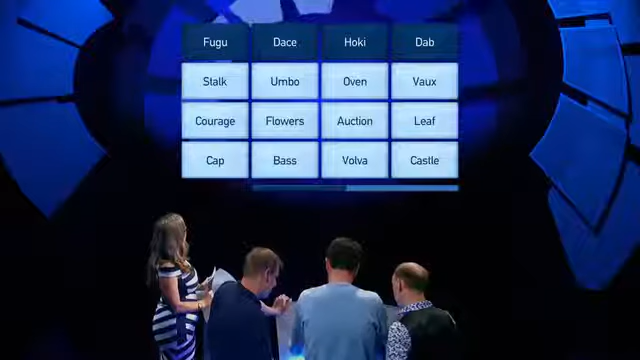 Fugu Dace Hoki Dab
Stalk Umbo Oven Vaux
Courage Flowers Auction Leaf
Cap Bass Volva Castle